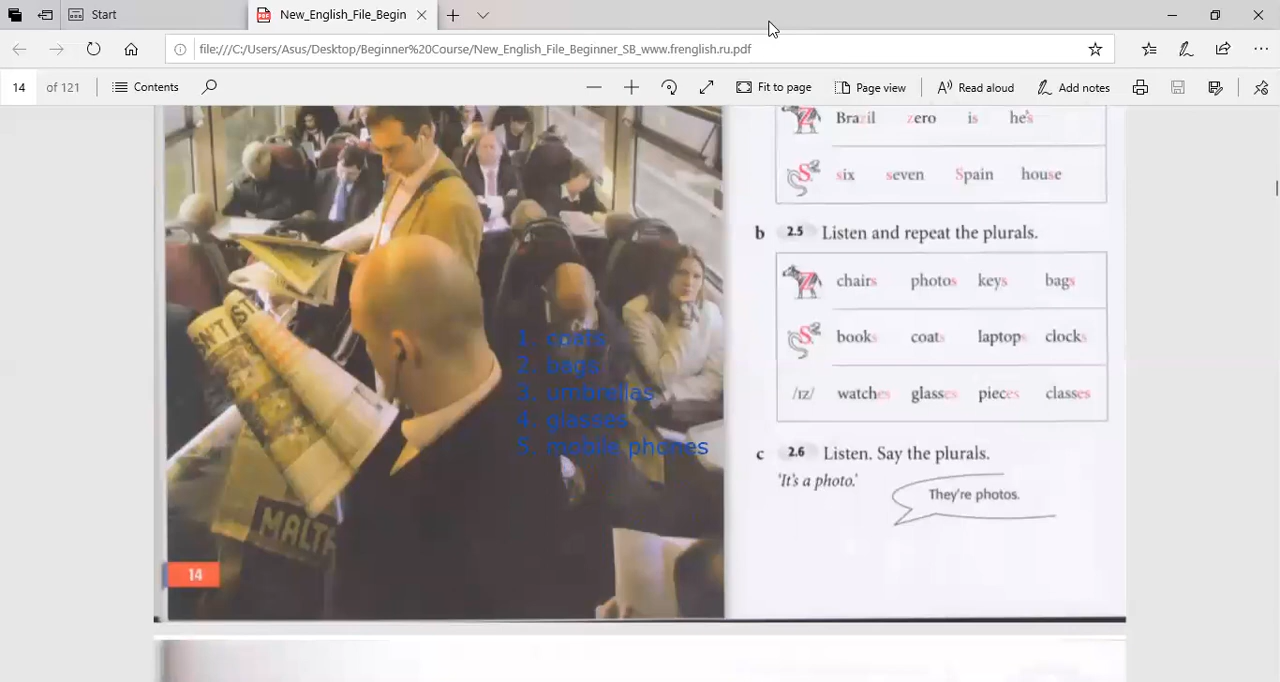 Start
New_English_File_Begin
file:///C:/Users/Asus/Desktop/Beginner%20Course/New_English_File_Beginner_SB_www.frenglish.ru.pdf
14 of 121 Contents Fit to page Page view Read aloud Add notes
Brazil zero is he's
six seven Spain house
b 2.5 Listen and repeat the plurals.
chairs photos keys bags
books coats laptops clocks
/ɪz/ watches glasses pieces classes
c 2.6 Listen. Say the plurals.
'It's a photo.'
They're photos.
1. coats
2. bags
3. umbrellas
4. glasses
5. mobile phones
MALTA
14